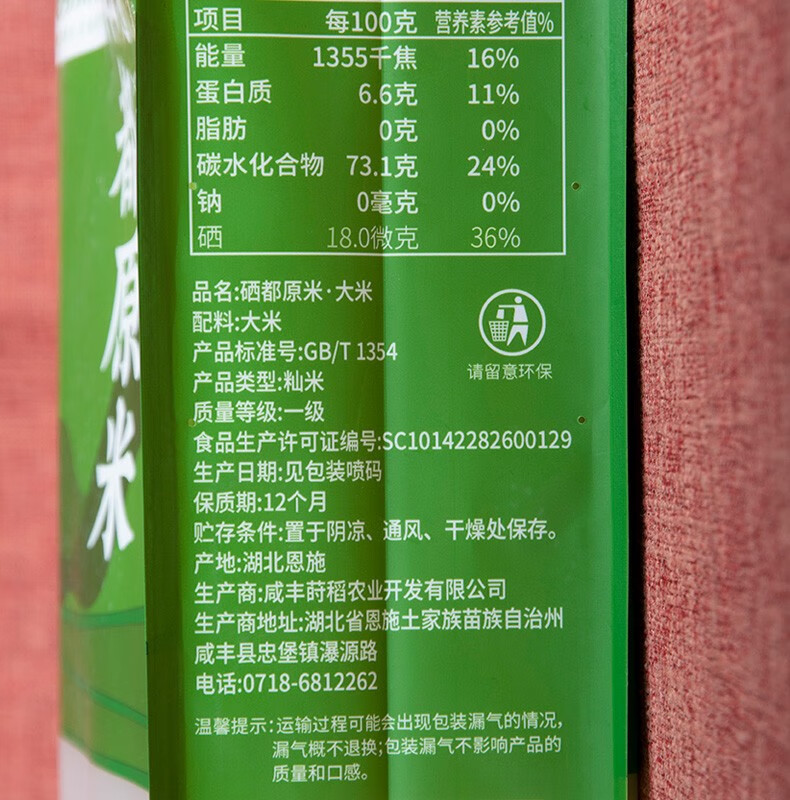 项目 每100克 营养素参考值%
能量 1355千焦 16%
蛋白质 6.6克 11%
脂肪 0克 0%
碳水化合物 73.1克 24%
钠 0毫克 0%
硒 18.0微克 36%
品名:硒都原米·大米
配料:大米
产品标准号:GB/T 1354
产品类型:籼米
质量等级:一级
食品生产许可证编号:SC10142282600129
生产日期:见包装喷码
保质期:12个月
贮存条件:置于阴凉、通风、干燥处保存。
产地:湖北恩施
生产商:咸丰莳稻农业开发有限公司
生产商地址:湖北省恩施土家族苗族自治州
咸丰县忠堡镇瀑源路
电话:0718-6812262
温馨提示:运输过程可能会出现包装漏气的情况，
漏气概不退换;包装漏气不影响产品的
质量和口感。
请留意环保
都原米